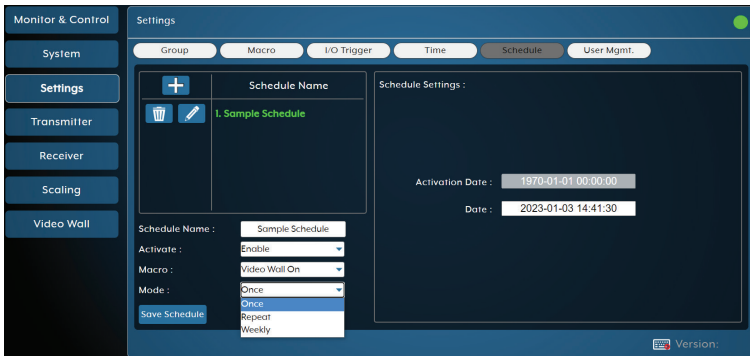 Monitor & Control
System
Settings
Transmitter
Receiver
Scaling
Video Wall
Settings
Group
Macro
I/O Trigger
Time
Schedule
User Mgmt.
Schedule Name
1. Sample Schedule
Schedule Name :
Sample Schedule
Activate :
Enable
Macro :
Video Wall On
Mode :
Once
Once
Repeat
Weekly
Save Schedule
Schedule Settings :
Activation Date :
1970-01-01 00:00:00
Date :
2023-01-03 14:41:30
Version: